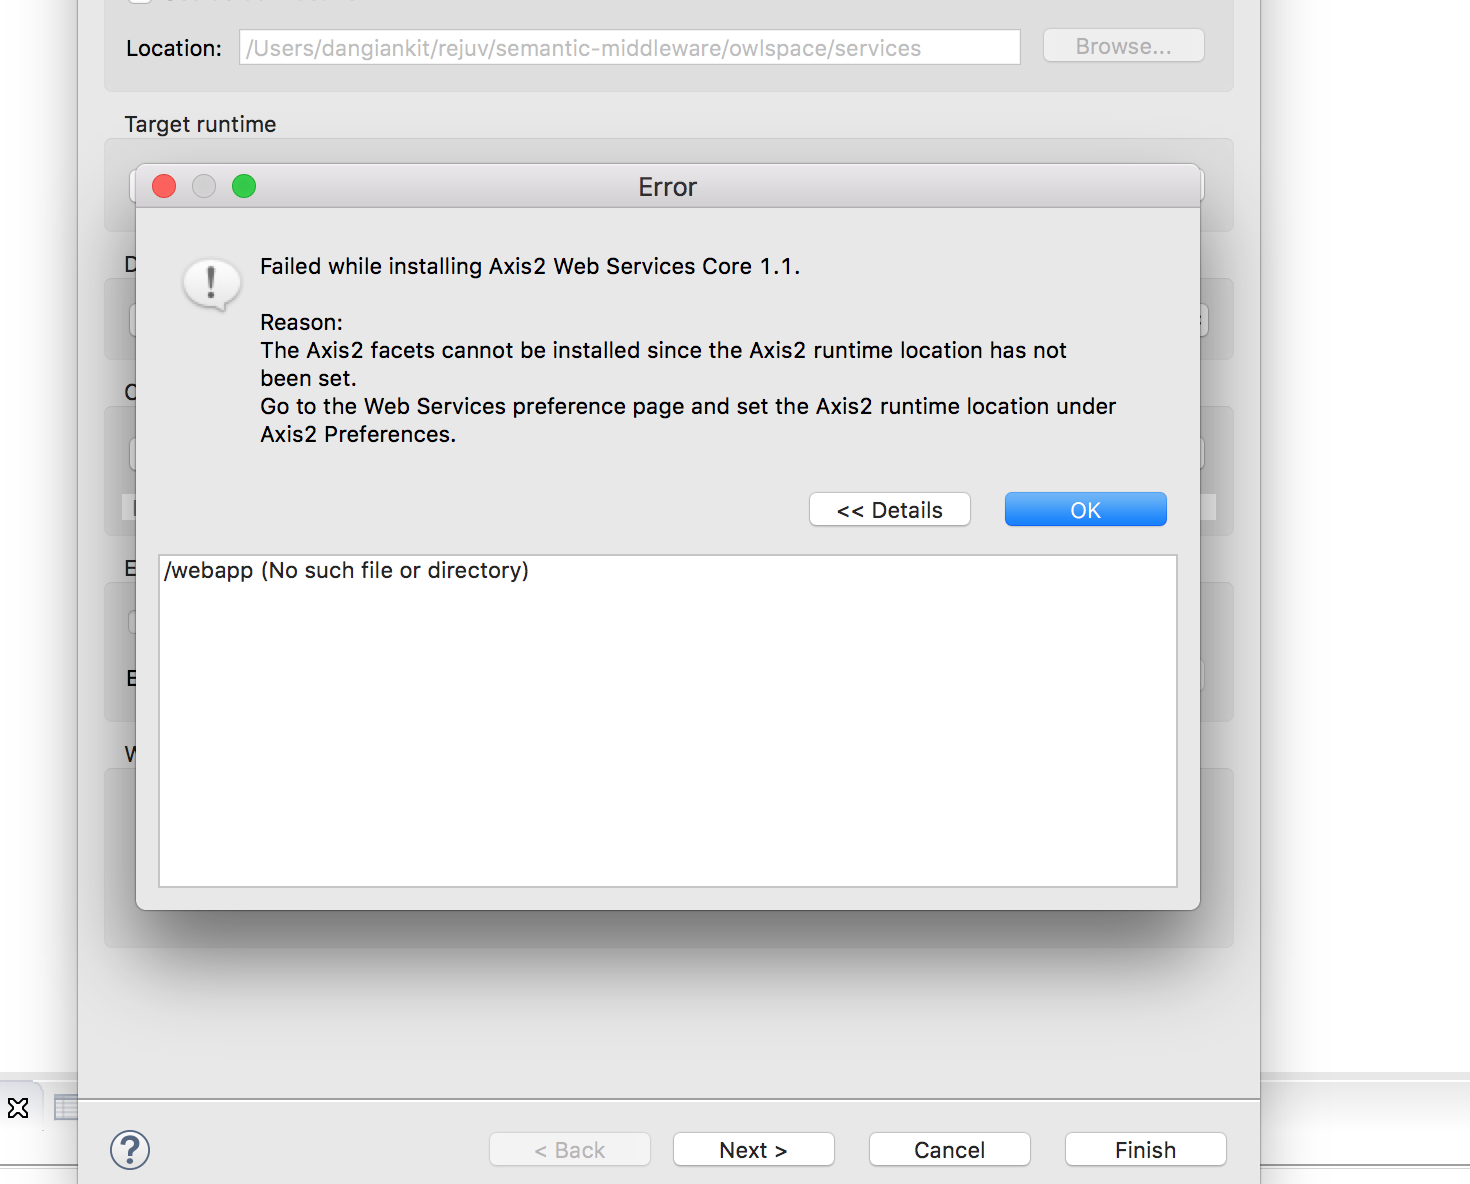 Location: /Users/dangiankit/rejuv/semantic-middleware/owlspace/services Browse...
Target runtime
Error
Failed while installing Axis2 Web Services Core 1.1.
Reason:
The Axis2 facets cannot be installed since the Axis2 runtime location has not
been set.
Go to the Web Services preference page and set the Axis2 runtime location under
Axis2 Preferences.
<< Details OK
/webapp (No such file or directory)
? < Back Next > Cancel Finish